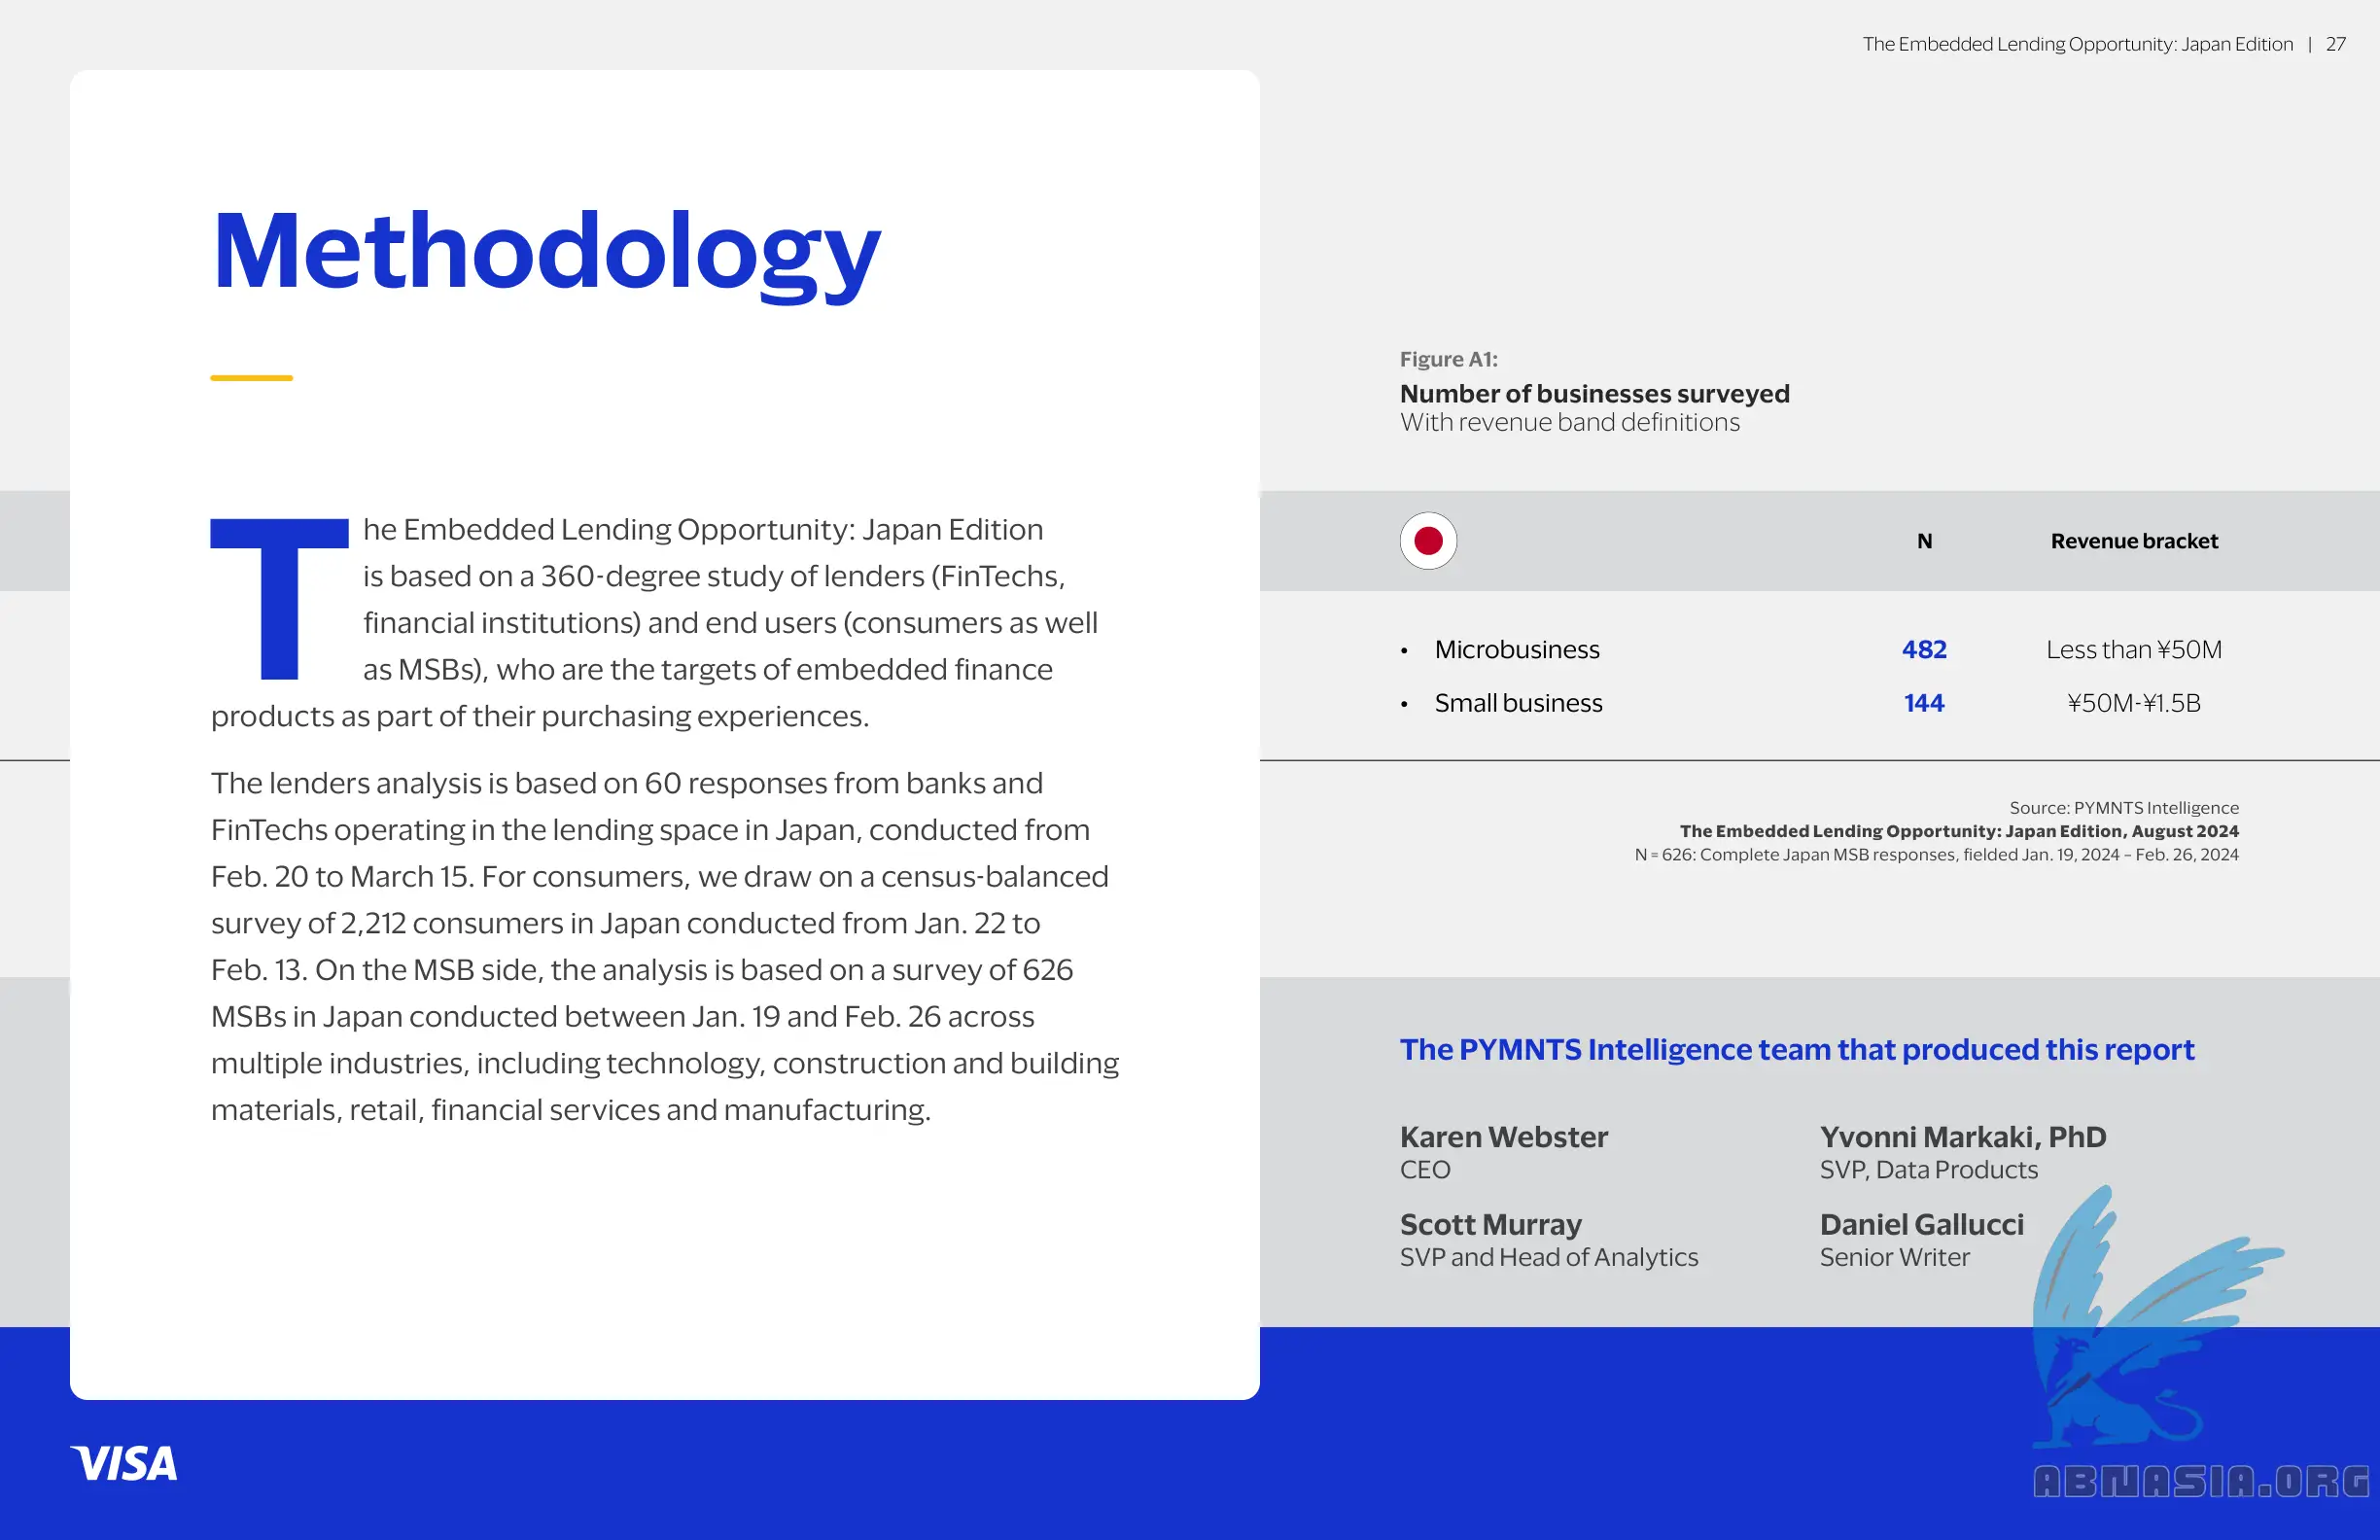 The Embedded Lending Opportunity: Japan Edition | 27
Methodology
The Embedded Lending Opportunity: Japan Edition
is based on a 360-degree study of lenders (FinTechs,
financial institutions) and end users (consumers as well
as MSBs), who are the targets of embedded finance
products as part of their purchasing experiences.
The lenders analysis is based on 60 responses from banks and
FinTechs operating in the lending space in Japan, conducted from
Feb. 20 to March 15. For consumers, we draw on a census-balanced
survey of 2,212 consumers in Japan conducted from Jan. 22 to
Feb. 13. On the MSB side, the analysis is based on a survey of 626
MSBs in Japan conducted between Jan. 19 and Feb. 26 across
multiple industries, including technology, construction and building
materials, retail, financial services and manufacturing.
Figure A1:
Number of businesses surveyed
With revenue band definitions
N Revenue bracket
• Microbusiness 482 Less than ¥50M
• Small business 144 ¥50M-¥1.5B
Source: PYMNTS Intelligence
The Embedded Lending Opportunity: Japan Edition, August 2024
N = 626: Complete Japan MSB responses, fielded Jan. 19, 2024 – Feb. 26, 2024
The PYMNTS Intelligence team that produced this report
Karen Webster
CEO
Yvonni Markaki, PhD
SVP, Data Products
Scott Murray
SVP and Head of Analytics
Daniel Gallucci
Senior Writer
VISA
ABNASIA.ORG